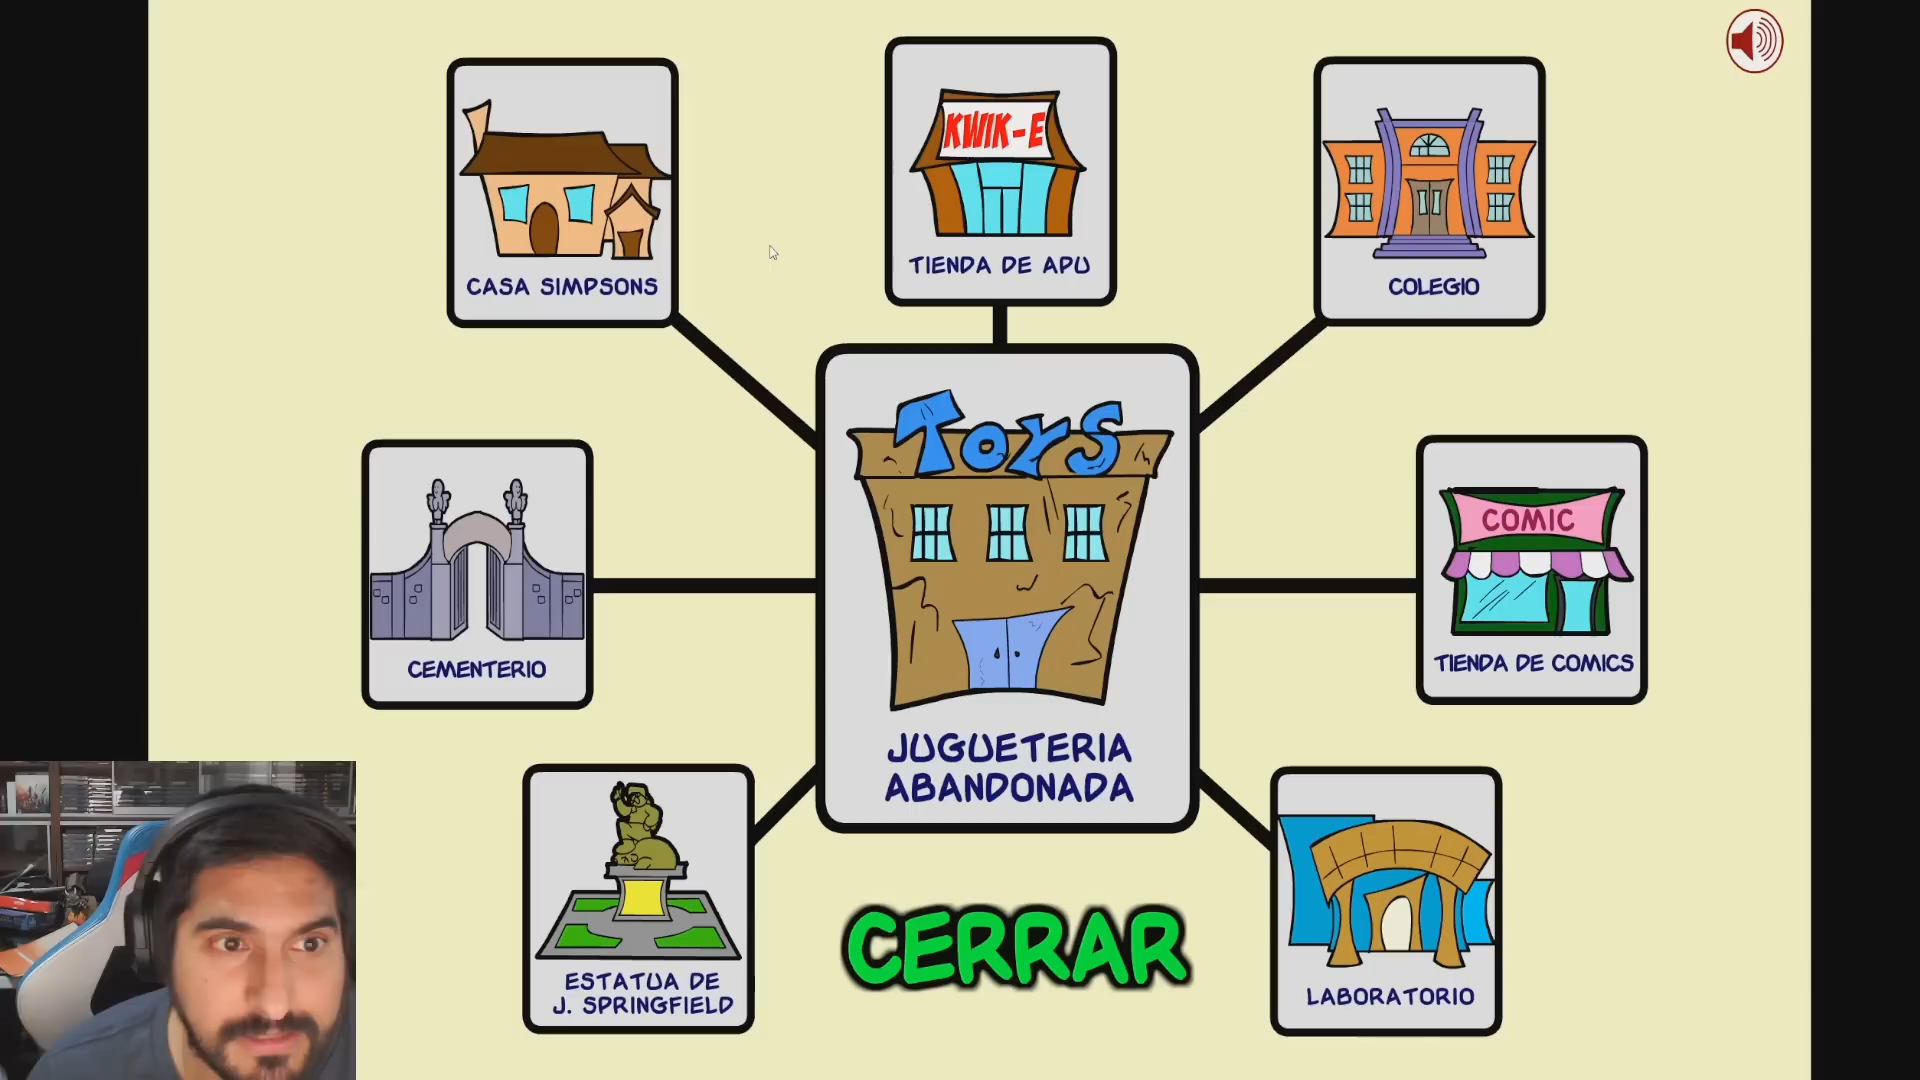 KWIK-E
CASA SIMPSONS
TIENDA DE APU
COLEGIO
TOYS
COMIC
CEMENTERIO
TIENDA DE COMICS
JUGUETERIA
ABANDONADA
ESTATUA DE
J. SPRINGFIELD
CERRAR
LABORATORIO